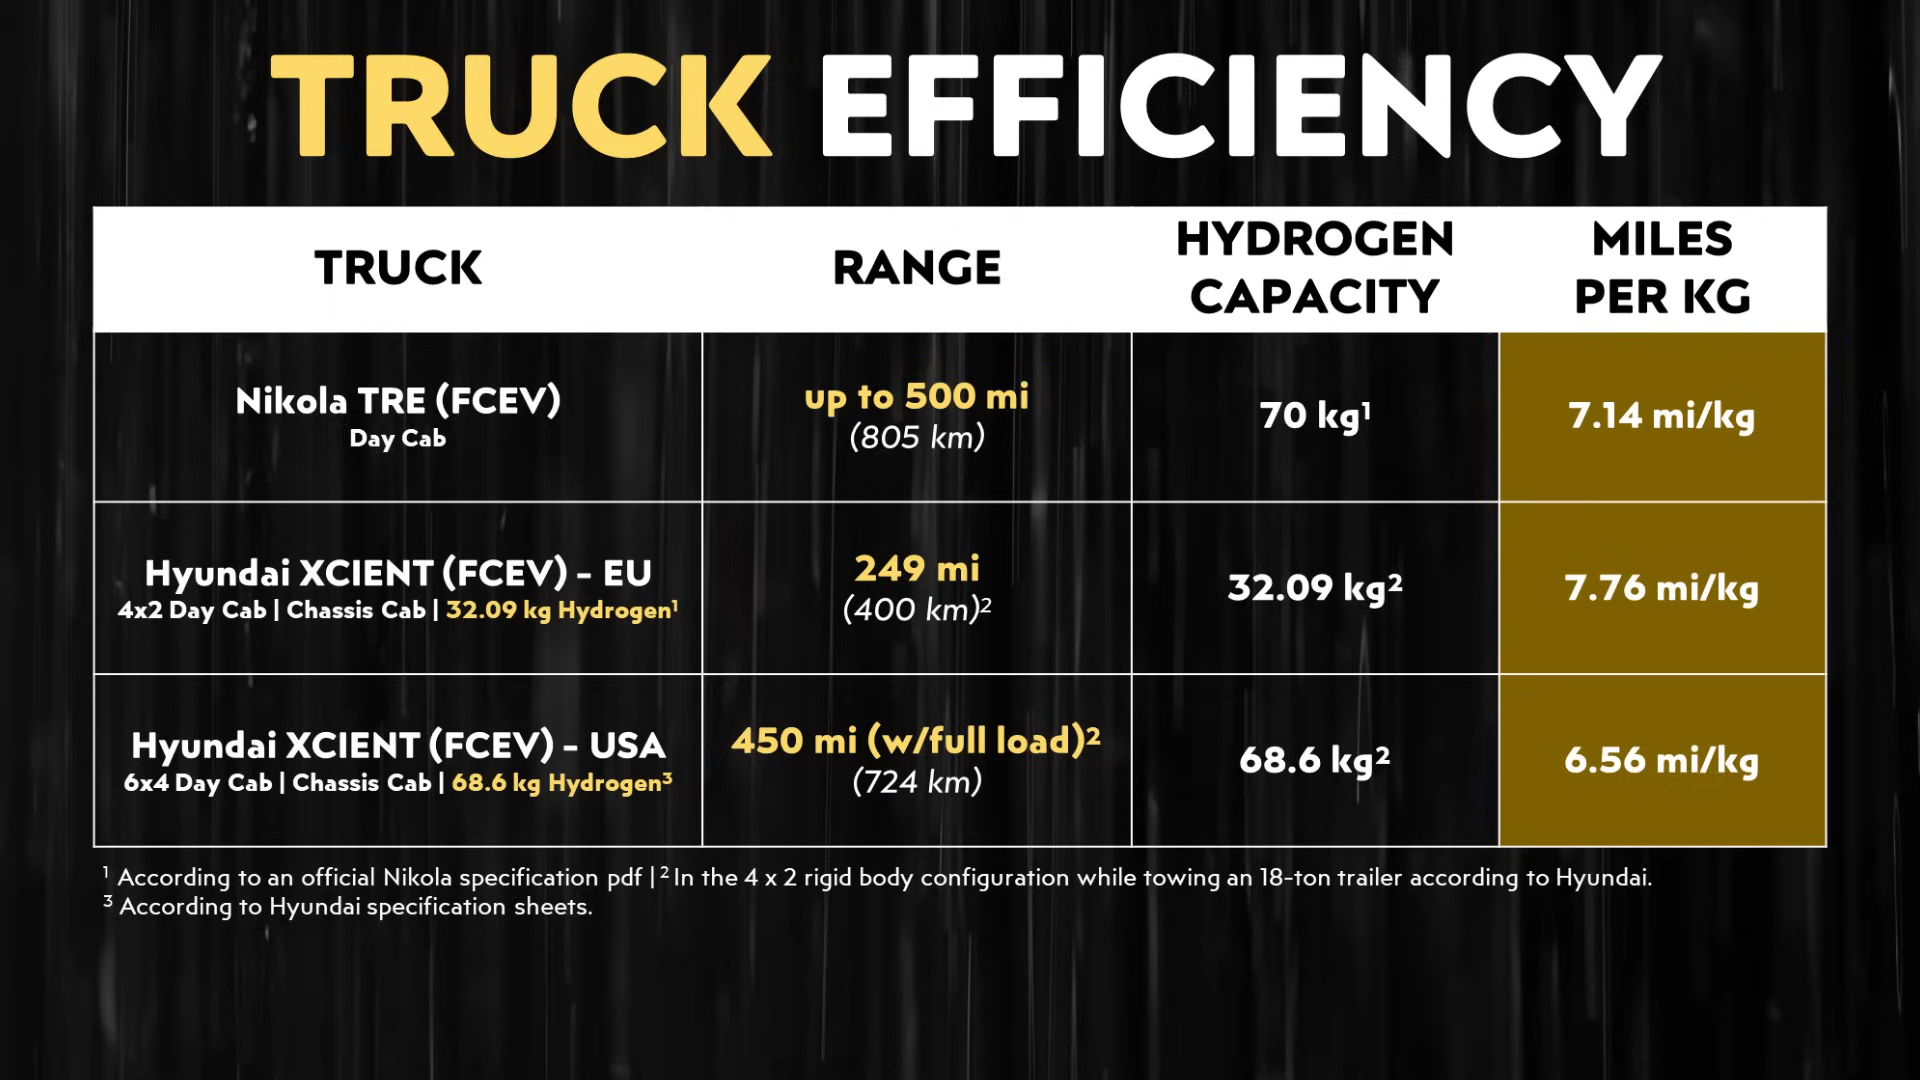 TRUCK EFFICIENCY
TRUCK
RANGE
HYDROGEN
CAPACITY
MILES
PER KG
Nikola TRE (FCEV)
Day Cab
up to 500 mi
(805 km)
70 kg¹
7.14 mi/kg
Hyundai XCIENT (FCEV) - EU
4x2 Day Cab | Chassis Cab | 32.09 kg Hydrogen¹
249 mi
(400 km)²
32.09 kg²
7.76 mi/kg
Hyundai XCIENT (FCEV) - USA
6x4 Day Cab | Chassis Cab | 68.6 kg Hydrogen³
450 mi (w/full load)²
(724 km)
68.6 kg²
6.56 mi/kg
¹ According to an official Nikola specification pdf | ² In the 4 x 2 rigid body configuration while towing an 18-ton trailer according to Hyundai.
³ According to Hyundai specification sheets.